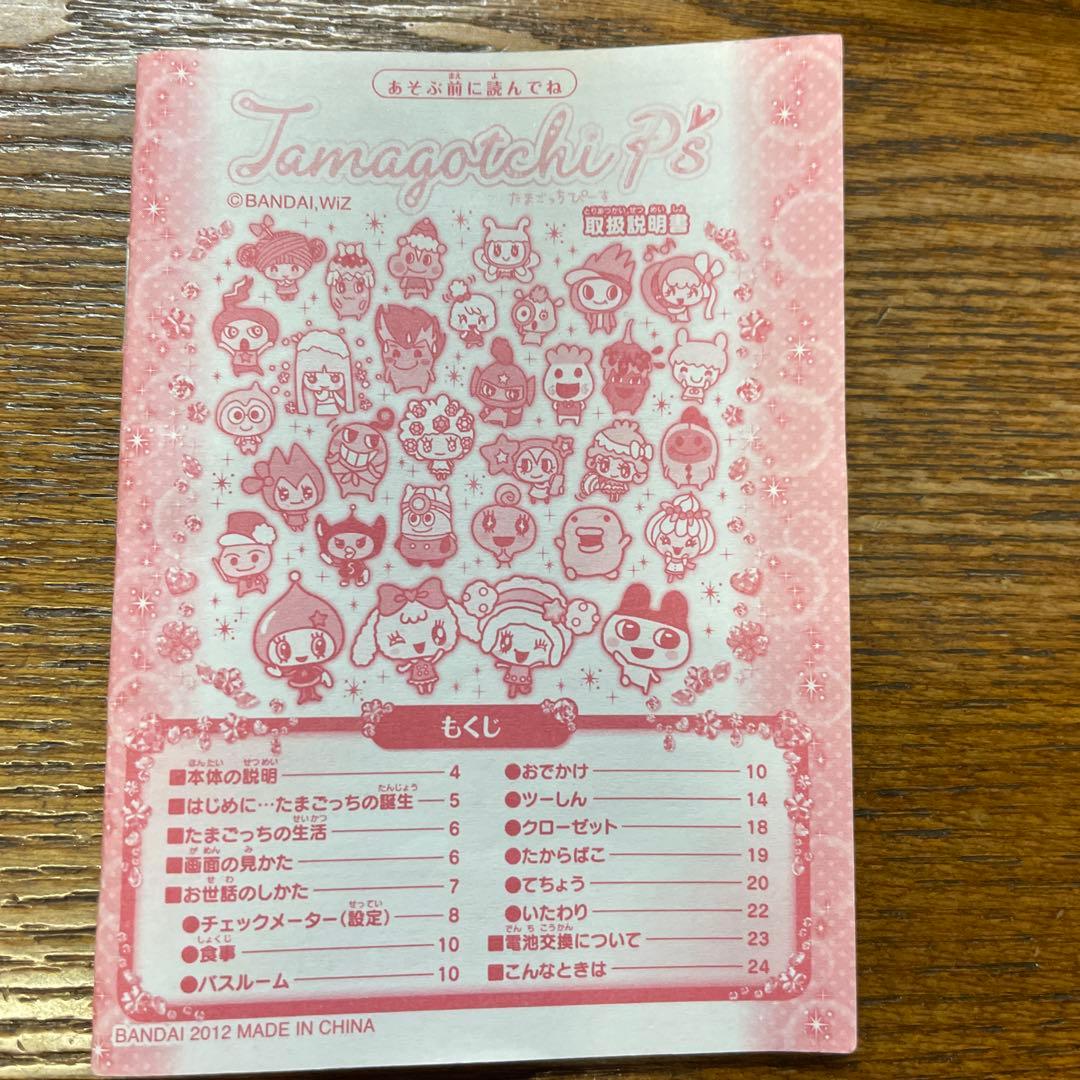 あそぶ前に読んでね
Tamagotchi P's
たまごっちぴーす
©BANDAI,WiZ
取扱説明書
もくじ
■本体の説明 4
■はじめに…たまごっちの誕生 5
■たまごっちの生活 6
■画面の見かた 6
■お世話のしかた 7
●チェックメーター(設定) 8
●食事 10
●バスルーム 10
●おでかけ 10
●ツーしん 14
●クローゼット 18
●たからばこ 19
●てちょう 20
●いたわり 22
■電池交換について 23
■こんなときは 24
BANDAI 2012 MADE IN CHINA